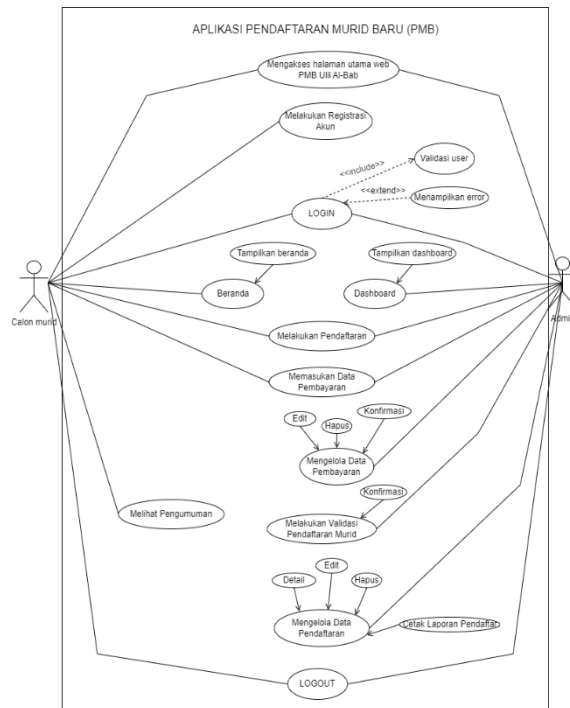 APLIKASI PENDAFTARAN MURID BARU (PMB)
Mengakses halaman utama web
PMB Ulil Al-Bab
Melakukan Registrasi
Akun
<<include>>
Validasi user
<<extend>>
Menampilkan error
LOGIN
Tampilkan beranda
Tampilkan dashboard
Beranda
Dashboard
Calon murid
Admi
Melakukan Pendaftaran
Memasukan Data
Pembayaran
Edit
Hapus
Konfirmasi
Mengelola Data
Pembayaran
Konfirmasi
Melihat Pengumuman
Melakukan Validasi
Pendaftaran Murid
Detail
Edit
Hapus
Mengelola Data
Pendaftaran
Cetak Laporan Pendaftar
LOGOUT